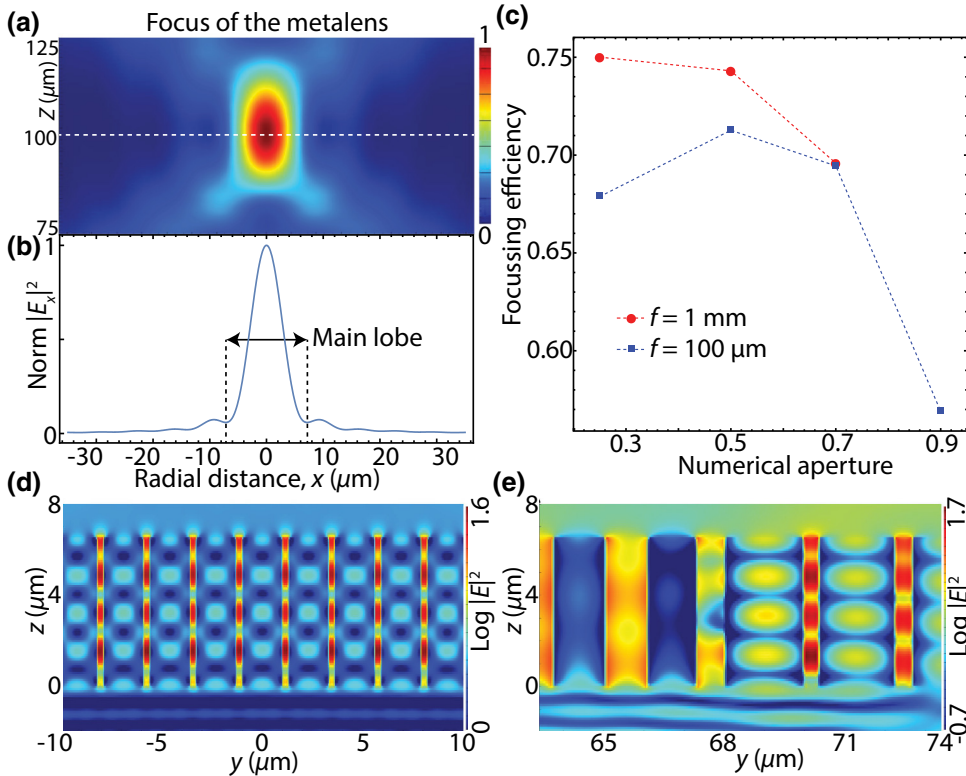 (a) Focus of the metalens
125
z (μm)
100
75
1
0
(b)
1
Norm |Eₓ|²
0
Main lobe
-30 -20 -10 0 10 20 30
Radial distance, x (μm)
(c)
0.75
0.70
0.65
0.60
Focussing efficiency
f = 1 mm
f = 100 μm
0.3 0.5 0.7 0.9
Numerical aperture
(d)
8
z (μm)
4
0
-10 -5 0 5 10
y (μm)
1.6
Log |E|²
0
(e)
8
z (μm)
4
0
65 68 71 74
y (μm)
1.7
Log |E|²
-0.7